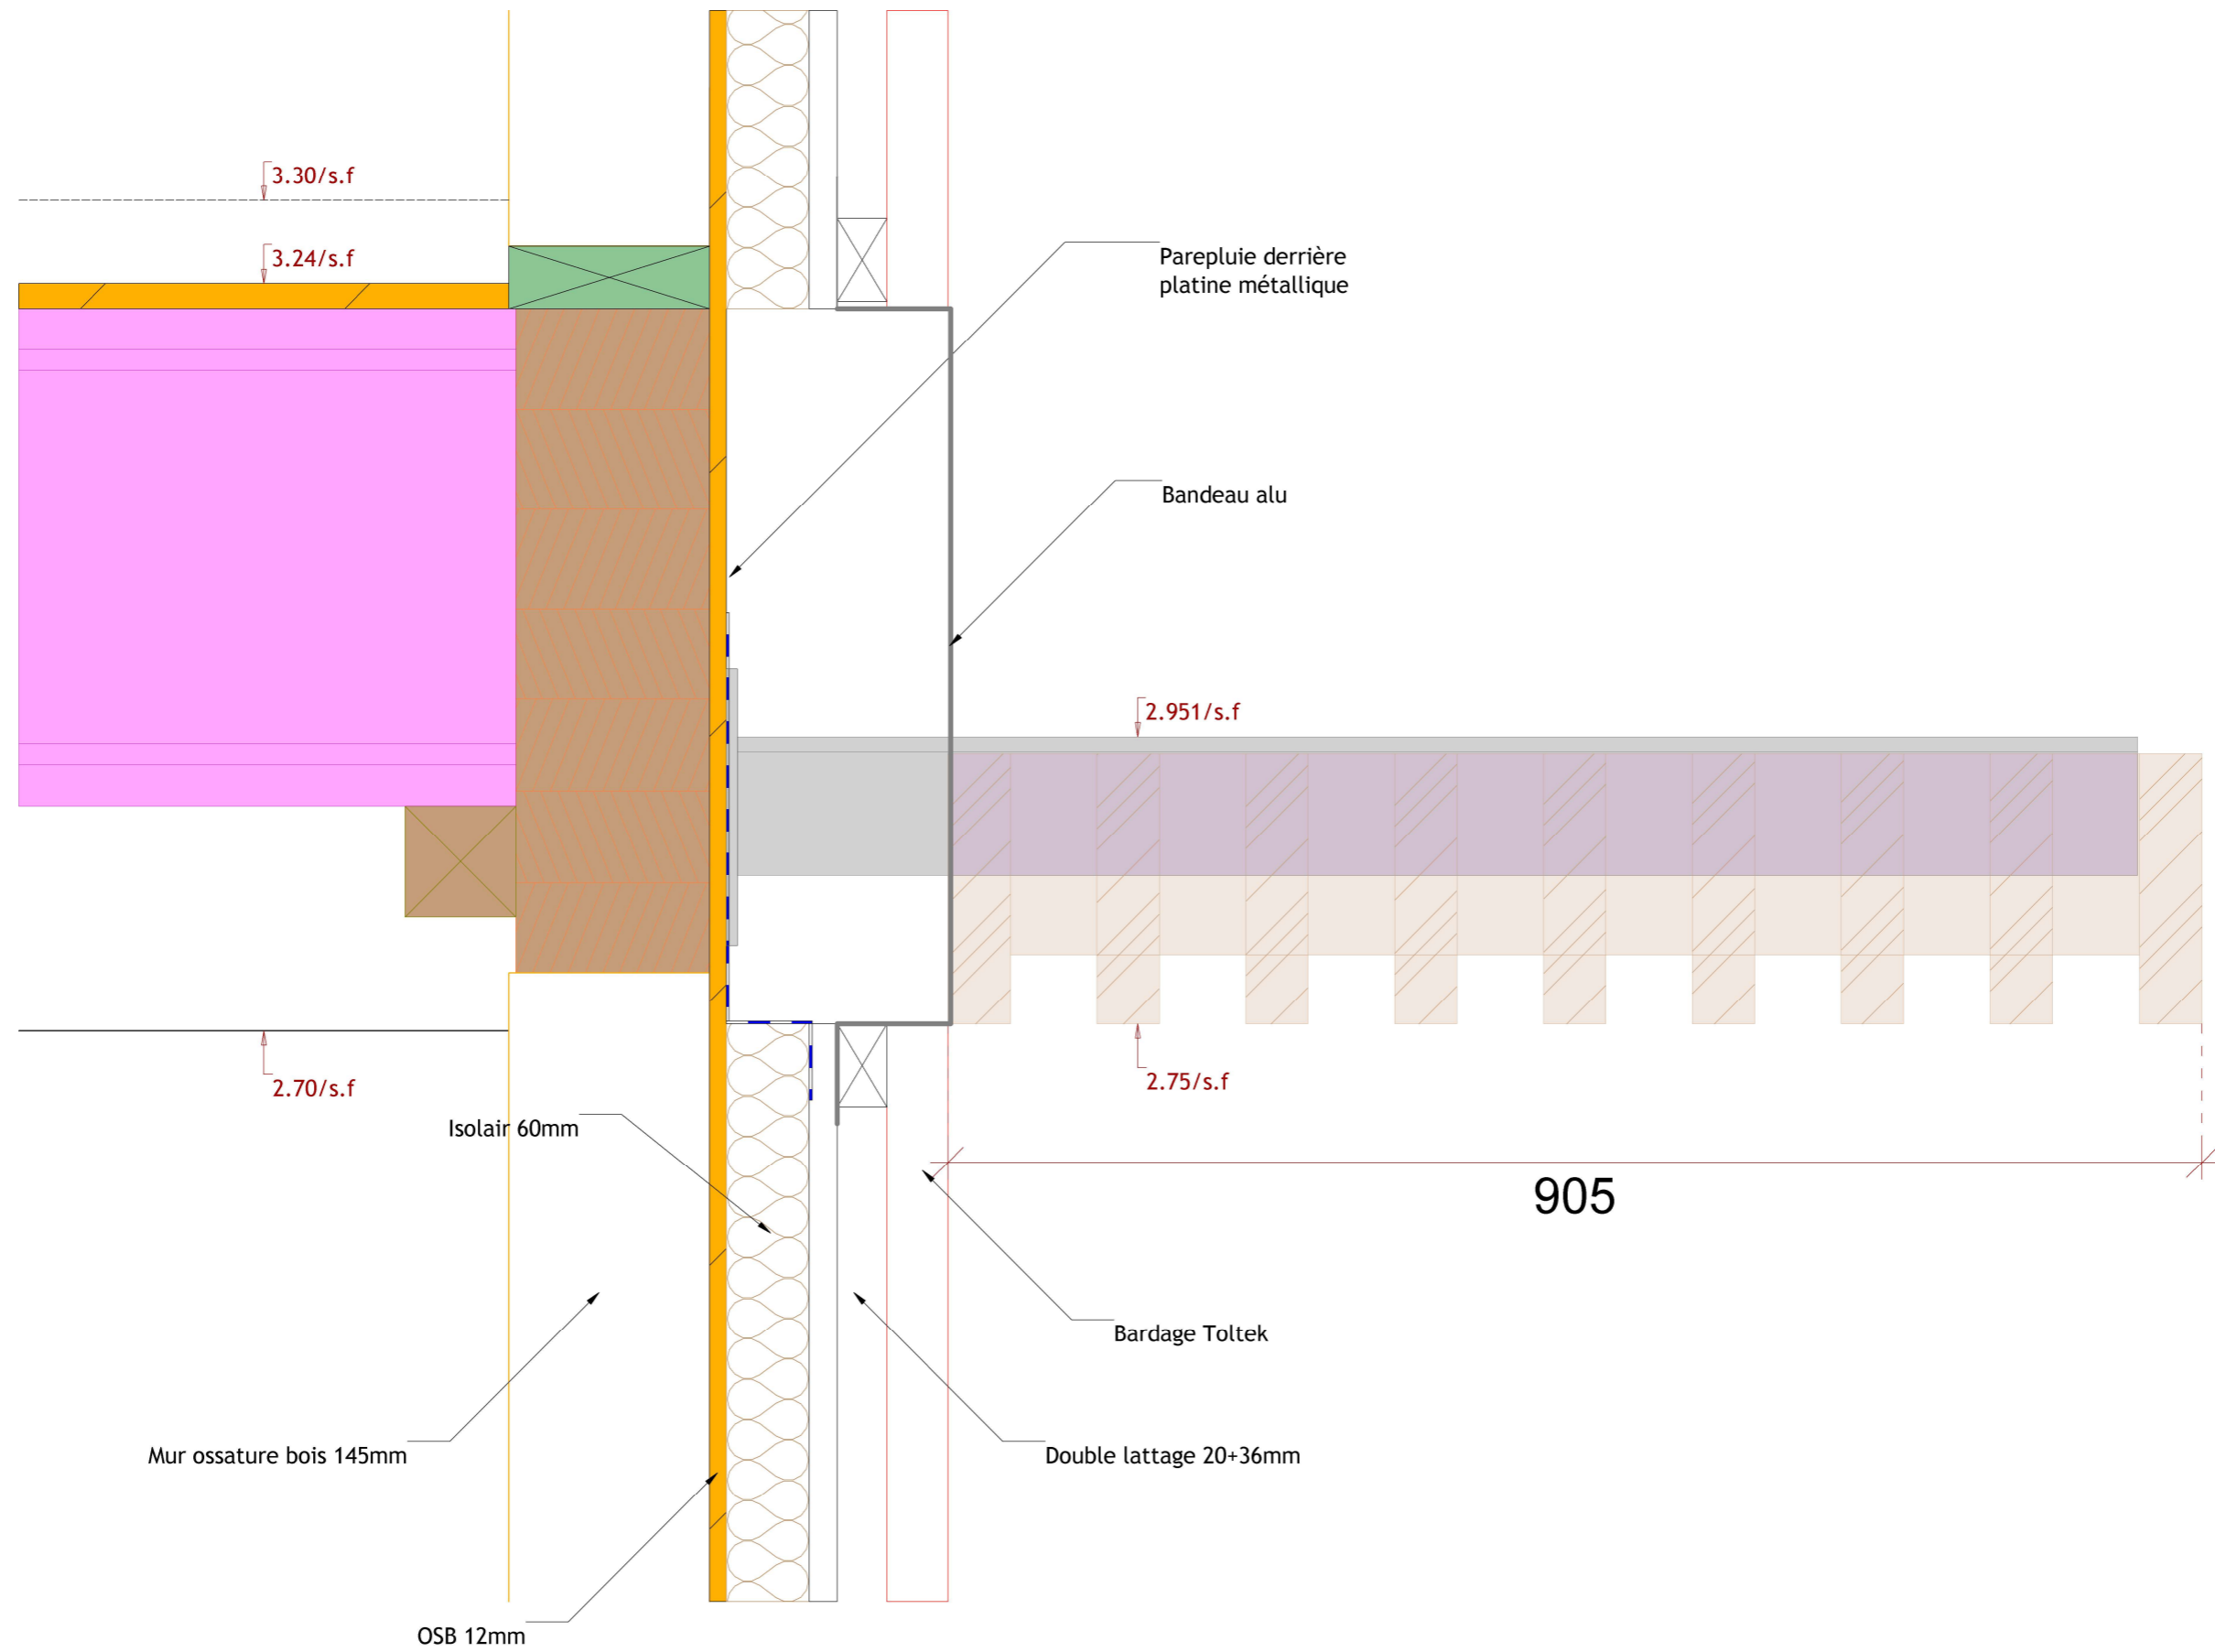 3.30/s.f
3.24/s.f
Parepluie derrière
platine métallique
Bandeau alu
2.951/s.f
2.70/s.f
2.75/s.f
Isolair 60mm
905
Bardage Toltek
Mur ossature bois 145mm
Double lattage 20+36mm
OSB 12mm